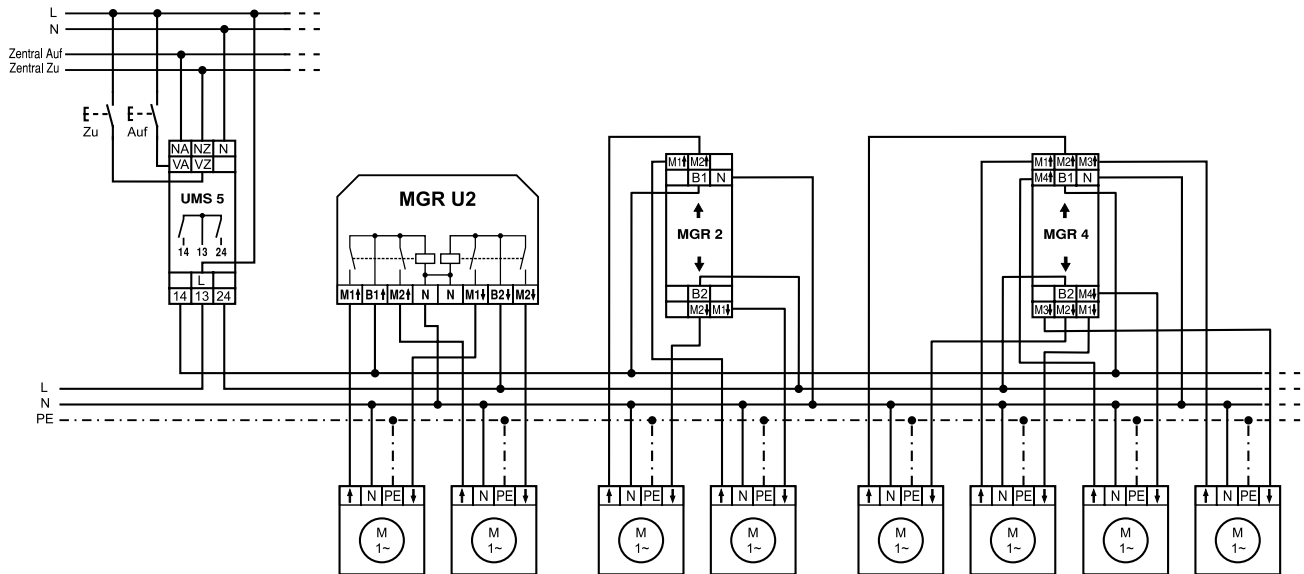 L
N
Zentral Auf
Zentral Zu
Zu
Auf
NA NZ N
VA VZ
UMS 5
14 13 24
L
14 13 24
MGR U2
M1⬆ B1⬆ M2⬆ N N M1⬇ B2⬇ M2⬇
M1⬆ M2⬆
B1 N
⬆
MGR 2
⬇
B2
M2⬇ M1⬇
M1⬆ M2⬆ M3⬆
M4⬆ B1 N
⬆
MGR 4
⬇
B2 M4⬇
M3⬇ M2⬇ M1⬇
L
N
PE
⬆ N PE ⬇
M
1~
⬆ N PE ⬇
M
1~
⬆ N PE ⬇
M
1~
⬆ N PE ⬇
M
1~
⬆ N PE ⬇
M
1~
⬆ N PE ⬇
M
1~
⬆ N PE ⬇
M
1~
⬆ N PE ⬇
M
1~